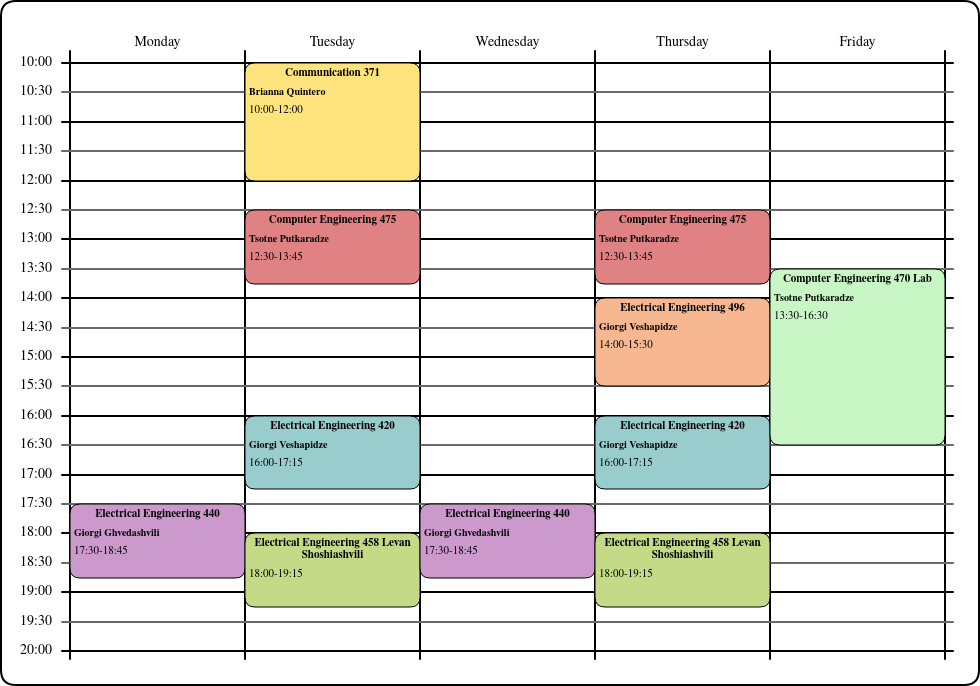 Monday
Tuesday
Wednesday
Thursday
Friday
10:00
10:30
11:00
11:30
12:00
12:30
13:00
13:30
14:00
14:30
15:00
15:30
16:00
16:30
17:00
17:30
18:00
18:30
19:00
19:30
20:00
Electrical Engineering 440
Giorgi Ghvedashvili
17:30-18:45
Communication 371
Brianna Quintero
10:00-12:00
Computer Engineering 475
Tsotne Putkaradze
12:30-13:45
Electrical Engineering 420
Giorgi Veshapidze
16:00-17:15
Electrical Engineering 458 Levan
Shoshiashvili
18:00-19:15
Electrical Engineering 440
Giorgi Ghvedashvili
17:30-18:45
Computer Engineering 475
Tsotne Putkaradze
12:30-13:45
Electrical Engineering 496
Giorgi Veshapidze
14:00-15:30
Electrical Engineering 420
Giorgi Veshapidze
16:00-17:15
Electrical Engineering 458 Levan
Shoshiashvili
18:00-19:15
Computer Engineering 470 Lab
Tsotne Putkaradze
13:30-16:30